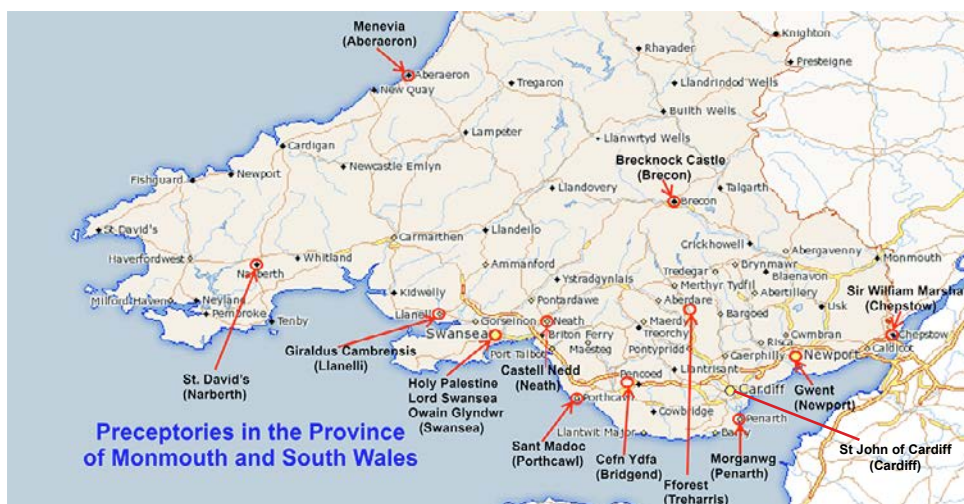 Menevia
(Aberaeron)
Aberaeron
New Quay
Tregaron
Rhayader
Knighton
Presteigne
Llandrindod Wells
Builth Wells
Lampeter
Llanwrtyd Wells
Cardigan
Newcastle Emlyn
Brecknock Castle
(Brecon)
Fishguard
Newport
Llandovery
Talgarth
Brecon
St David's
Carmarthen
Llandeilo
Crickhowell
Abergavenny
Haverfordwest
Narberth
Whitland
Ammanford
Ystradgynlais
Tredegar
Brynmawr
Blaenavon
Monmouth
Milford Haven
Neyland
Kidwelly
Pontardawe
Aberdare
Merthyr Tydfil
Abertillery
Sir William Marshal
(Chepstow)
Pembroke
Tenby
Llanelli
Gorseinon
Neath
Maerdy
Bargoed
Usk
Swansea
Briton Ferry
Treorchy
Cwmbran
Chepstow
Giraldus Cambrensis
(Llanelli)
Port Talbot
Maesteg
Pontypridd
Caerphilly
Newport
Caldicot
Risca
St. David's
(Narberth)
Holy Palestine
Lord Swansea
Owain Glyndwr
(Swansea)
Castell Nedd
(Neath)
Pencoed
Llantrisant
Cardiff
Gwent
(Newport)
Porthcawl
Cowbridge
Penarth
Preceptories in the Province
of Monmouth and South Wales
Llantwit Major
Barry
Sant Madoc
(Porthcawl)
Cefn Ydfa
(Bridgend)
Morganwg
(Penarth)
St John of Cardiff
(Cardiff)
Fforest
(Treharris)